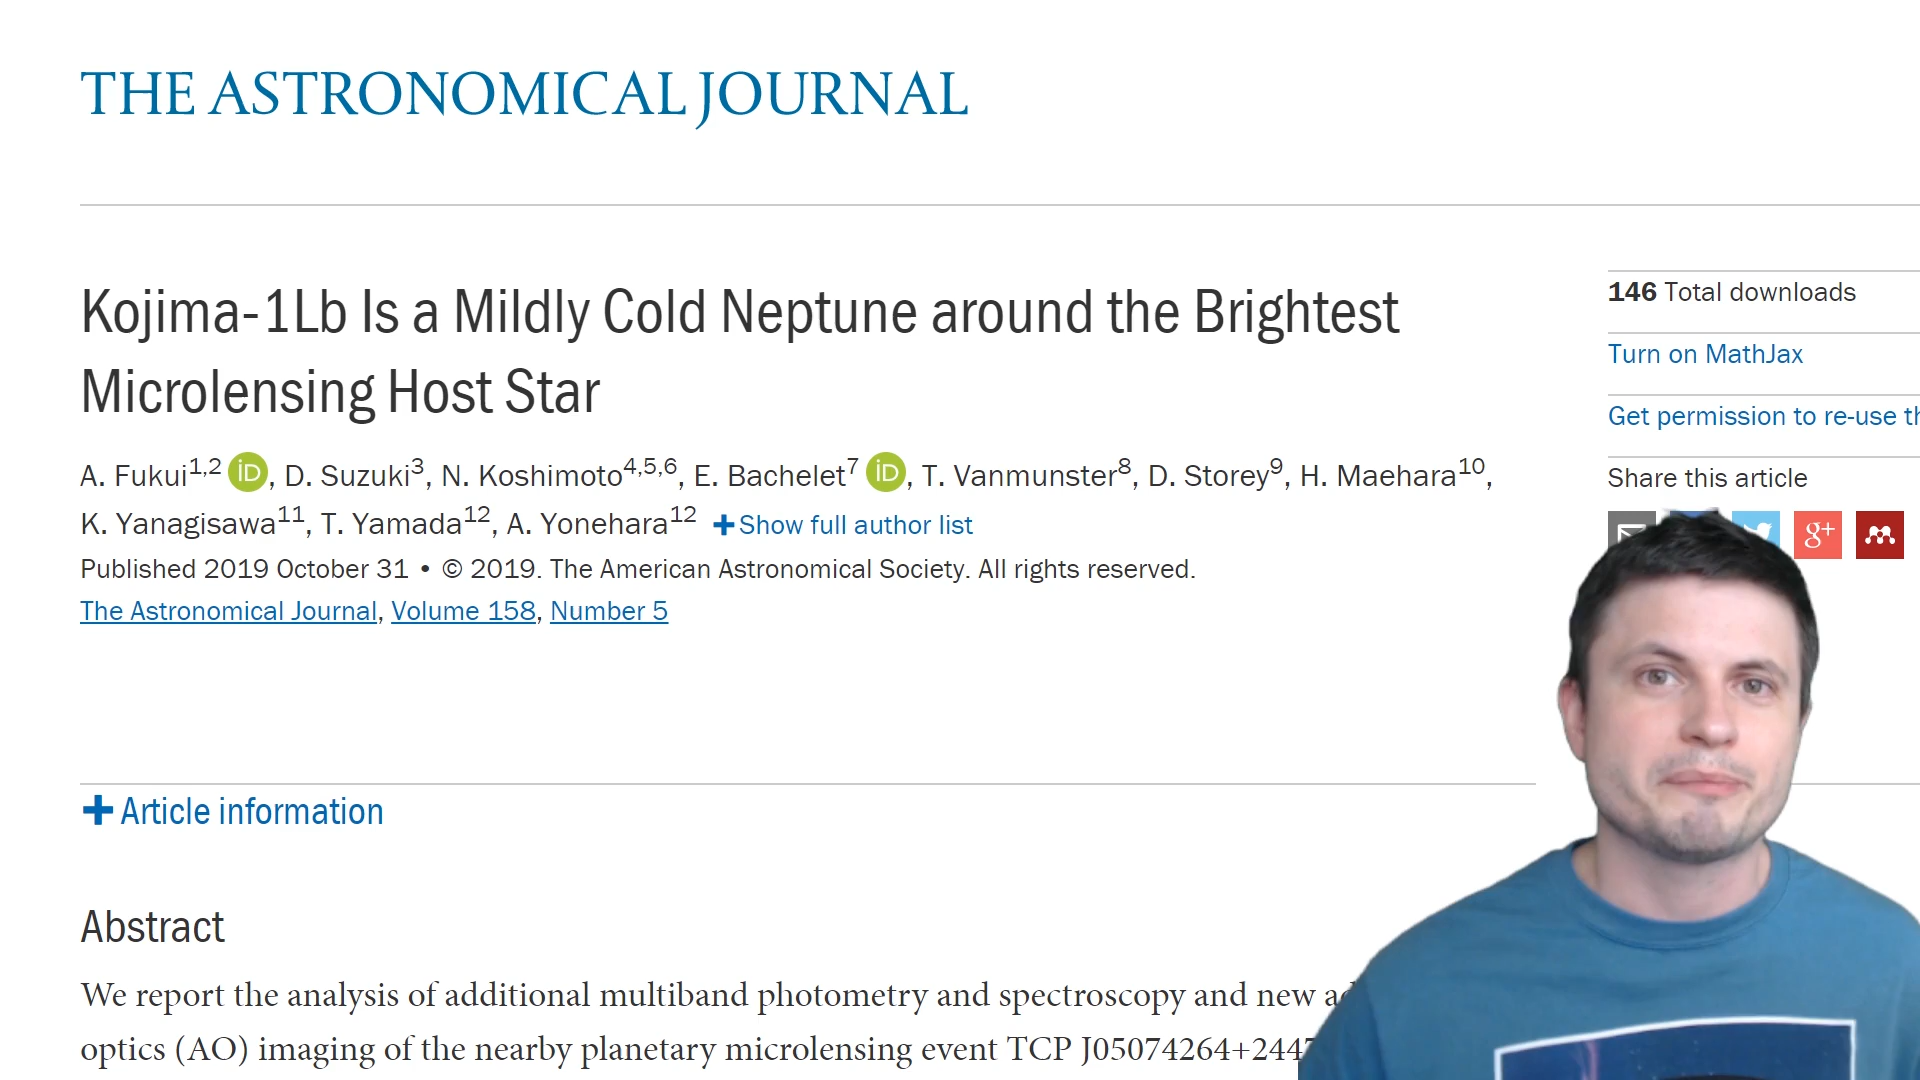 THE ASTRONOMICAL JOURNAL
Kojima-1Lb Is a Mildly Cold Neptune around the Brightest
Microlensing Host Star
A. Fukui1,2 iD, D. Suzuki3, N. Koshimoto4,5,6, E. Bachelet7 iD, T. Vanmunster8, D. Storey9, H. Maehara10,
K. Yanagisawa11, T. Yamada12, A. Yonehara12 +Show full author list
Published 2019 October 31 • © 2019. The American Astronomical Society. All rights reserved.
The Astronomical Journal, Volume 158, Number 5
146 Total downloads
Turn on MathJax
Get permission to re-use
Share this article
g+
+ Article information
Abstract
We report the analysis of additional multiband photometry and spectroscopy and new
optics (AO) imaging of the nearby planetary microlensing event TCP J05074264+244